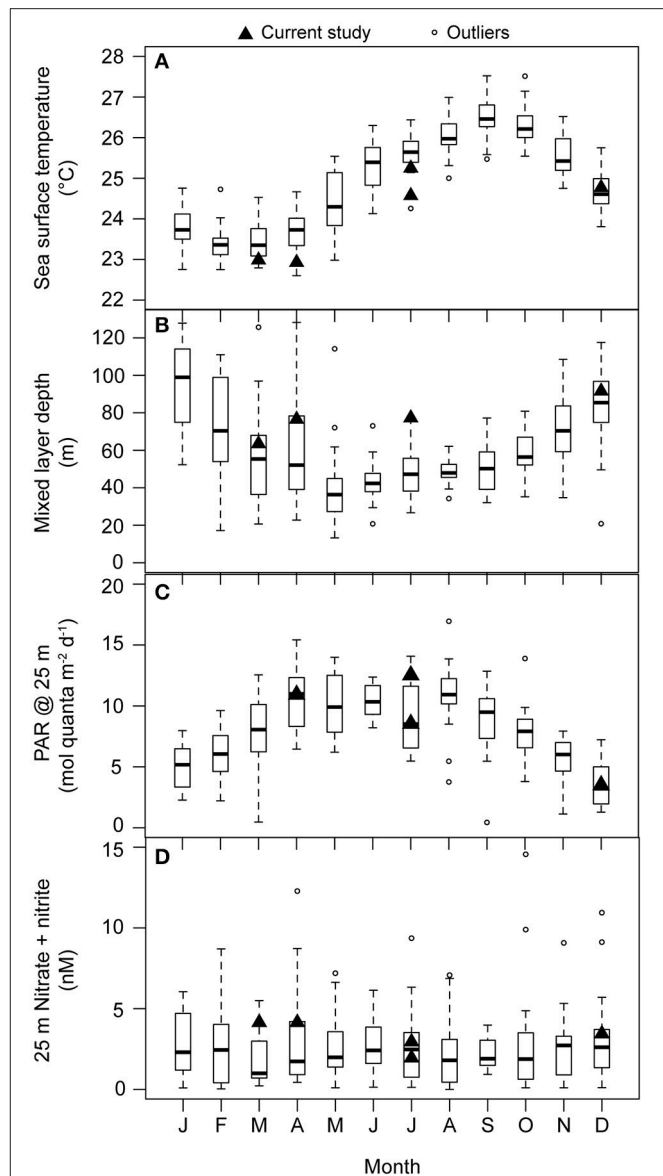 ▲ Current study ○ Outliers
A
Sea surface temperature
(°C)
28
27
26
25
24
23
22
B
Mixed layer depth
(m)
120
100
80
60
40
20
0
C
PAR @ 25 m
(mol quanta m⁻² d⁻¹)
20
15
10
5
0
D
25 m Nitrate + nitrite
(nM)
15
10
5
0
J F M A M J J A S O N D
Month